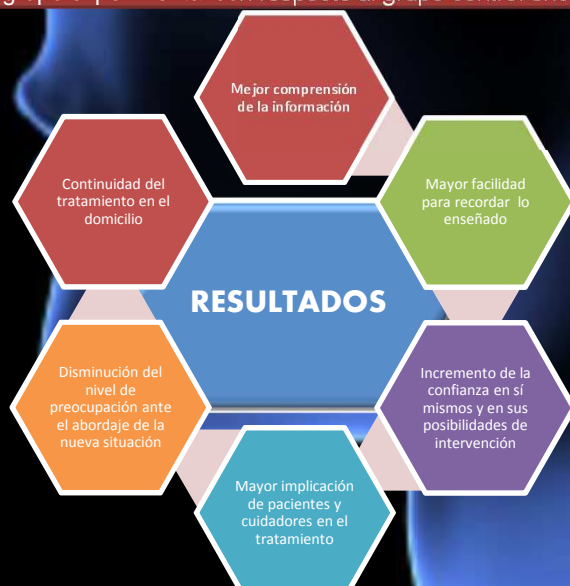 Mejor comprensión
de la información
Mayor facilidad
para recordar lo
enseñado
Incremento de la
confianza en sí
mismos y en sus
posibilidades de
intervención
Mayor implicación
de pacientes y
cuidadores en el
tratamiento
Disminución del
nivel de
preocupación ante
el abordaje de la
nueva situación
Continuidad del
tratamiento en el
domicilio
RESULTADOS